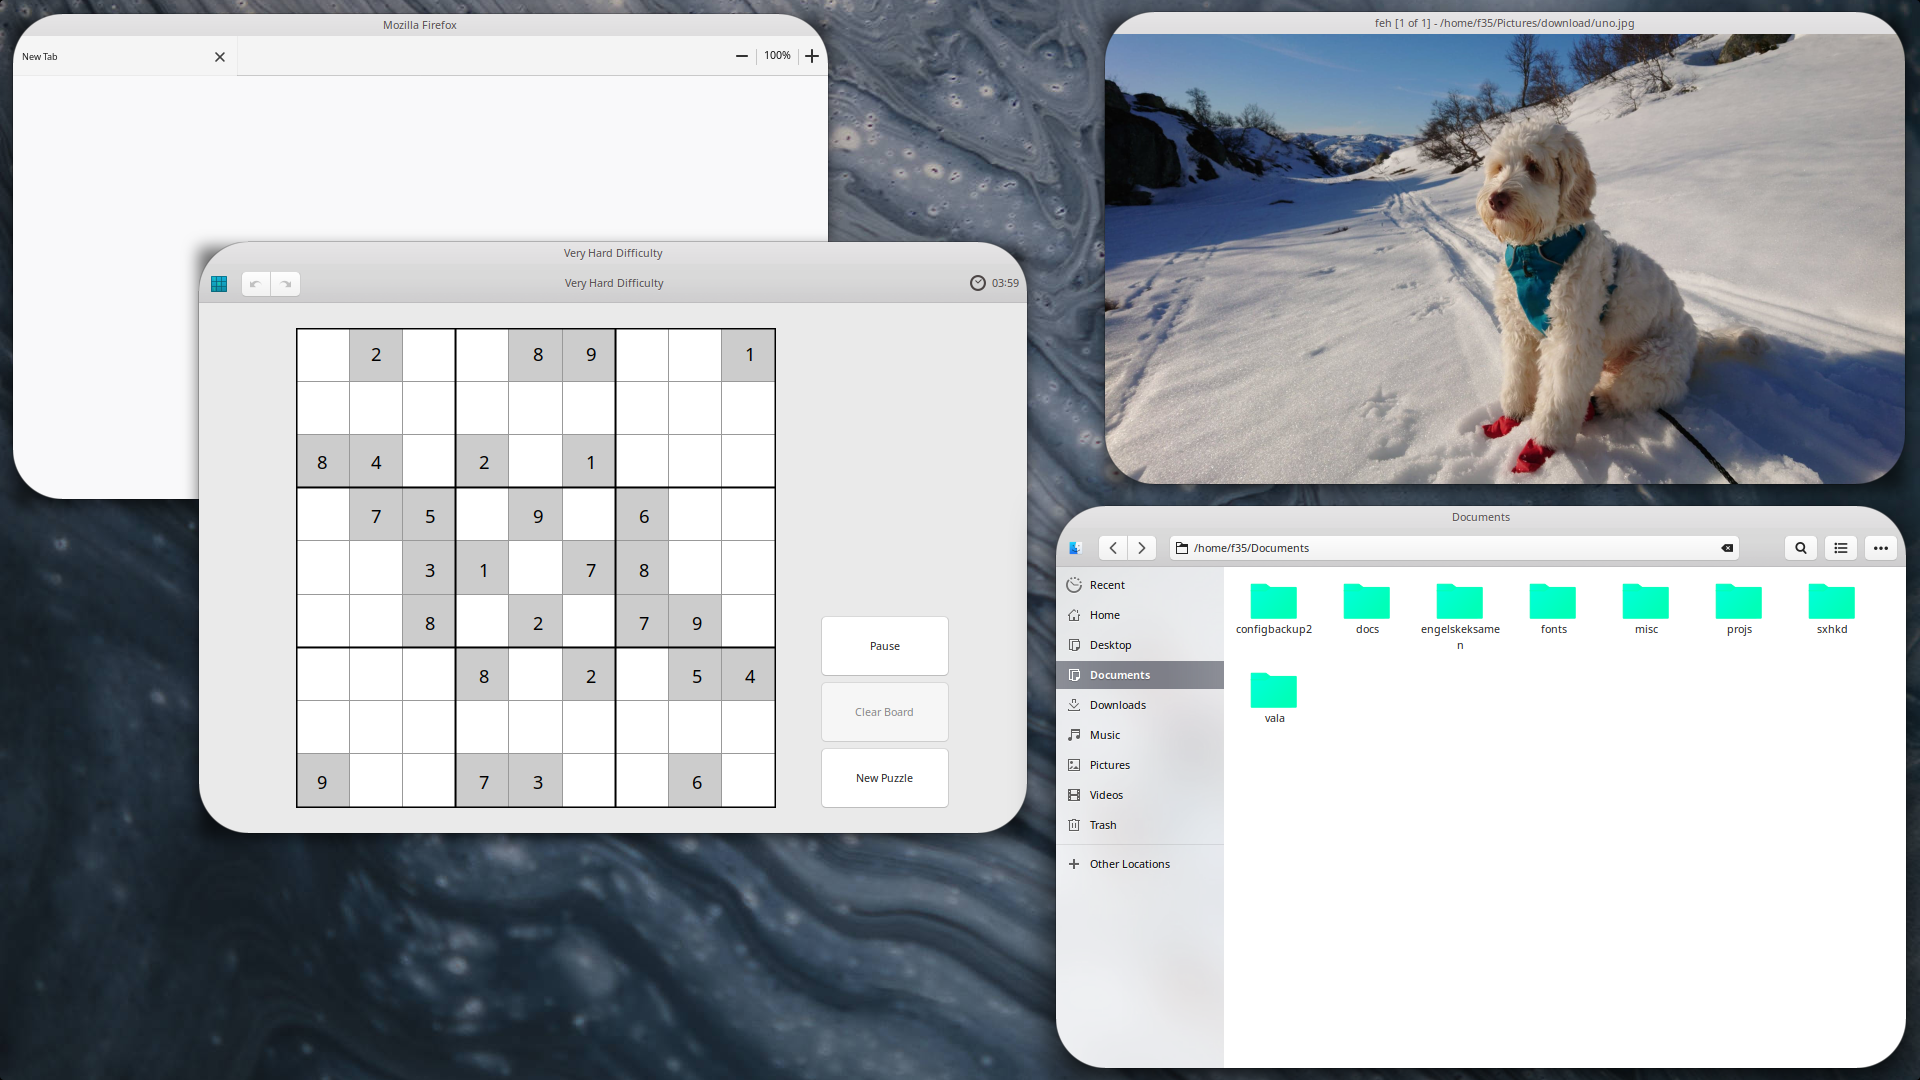 Mozilla Firefox
New Tab
100%
feh [1 of 1] - /home/f35/Pictures/download/uno.jpg
Very Hard Difficulty
Very Hard Difficulty
03:59
2 8 9 1
8 4 2 1
7 5 9 6
3 1 7 8
8 2 7 9
8 2 5 4
9 7 3 6
Pause
Clear Board
New Puzzle
Documents
/home/f35/Documents
Recent
Home
Desktop
Documents
Downloads
Music
Pictures
Videos
Trash
Other Locations
configbackup2
docs
engelskeksame
n
fonts
misc
projs
sxhkd
vala